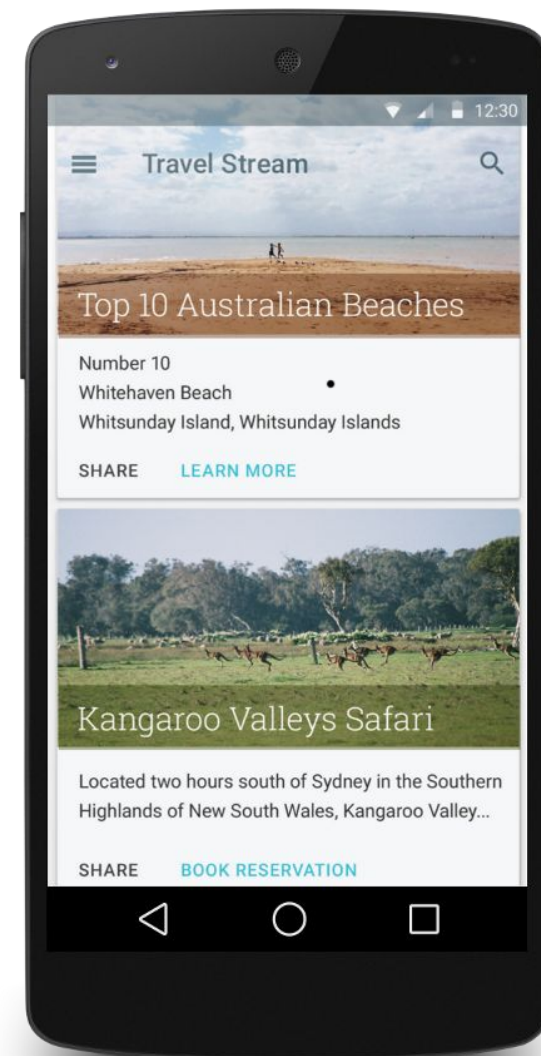 12:30
Travel Stream
Top 10 Australian Beaches
Number 10
Whitehaven Beach
Whitsunday Island, Whitsunday Islands
SHARE LEARN MORE
Kangaroo Valleys Safari
Located two hours south of Sydney in the Southern
Highlands of New South Wales, Kangaroo Valley...
SHARE BOOK RESERVATION